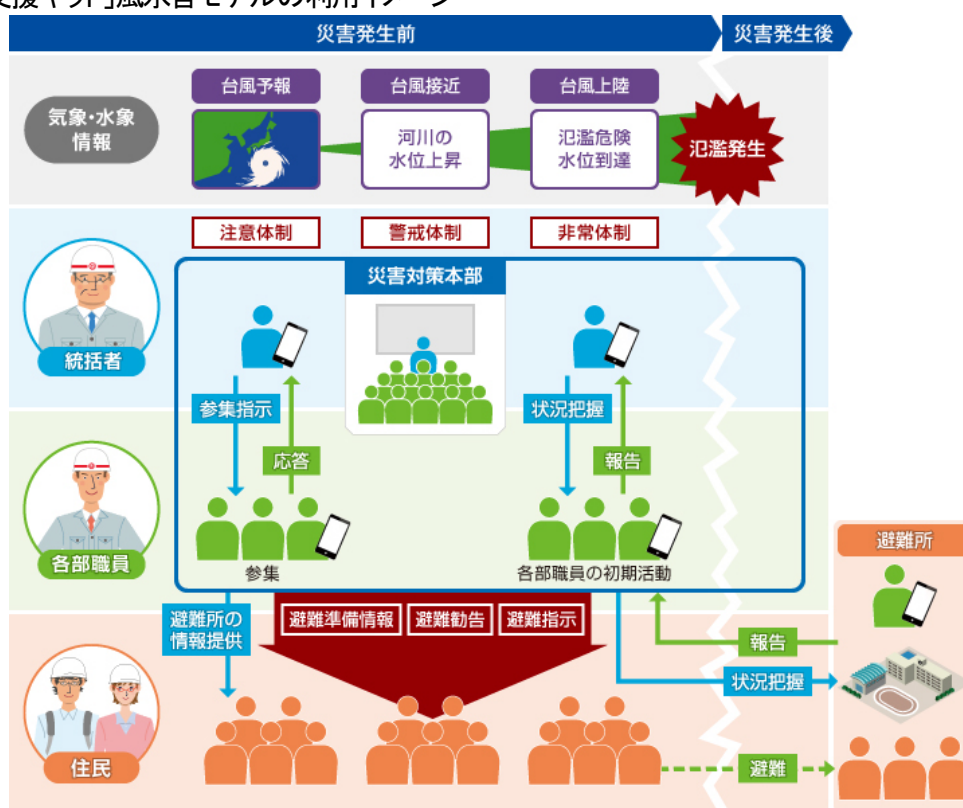 災害発生前
災害発生後
気象・水象
情報
台風予報
台風接近
台風上陸
河川の
水位上昇
氾濫危険
水位到達
氾濫発生
注意体制
警戒体制
非常体制
災害対策本部
統括者
参集指示
応答
状況把握
報告
各部職員
参集
各部職員の初期活動
避難所
避難所の
情報提供
避難準備情報
避難勧告
避難指示
報告
状況把握
住民
避難